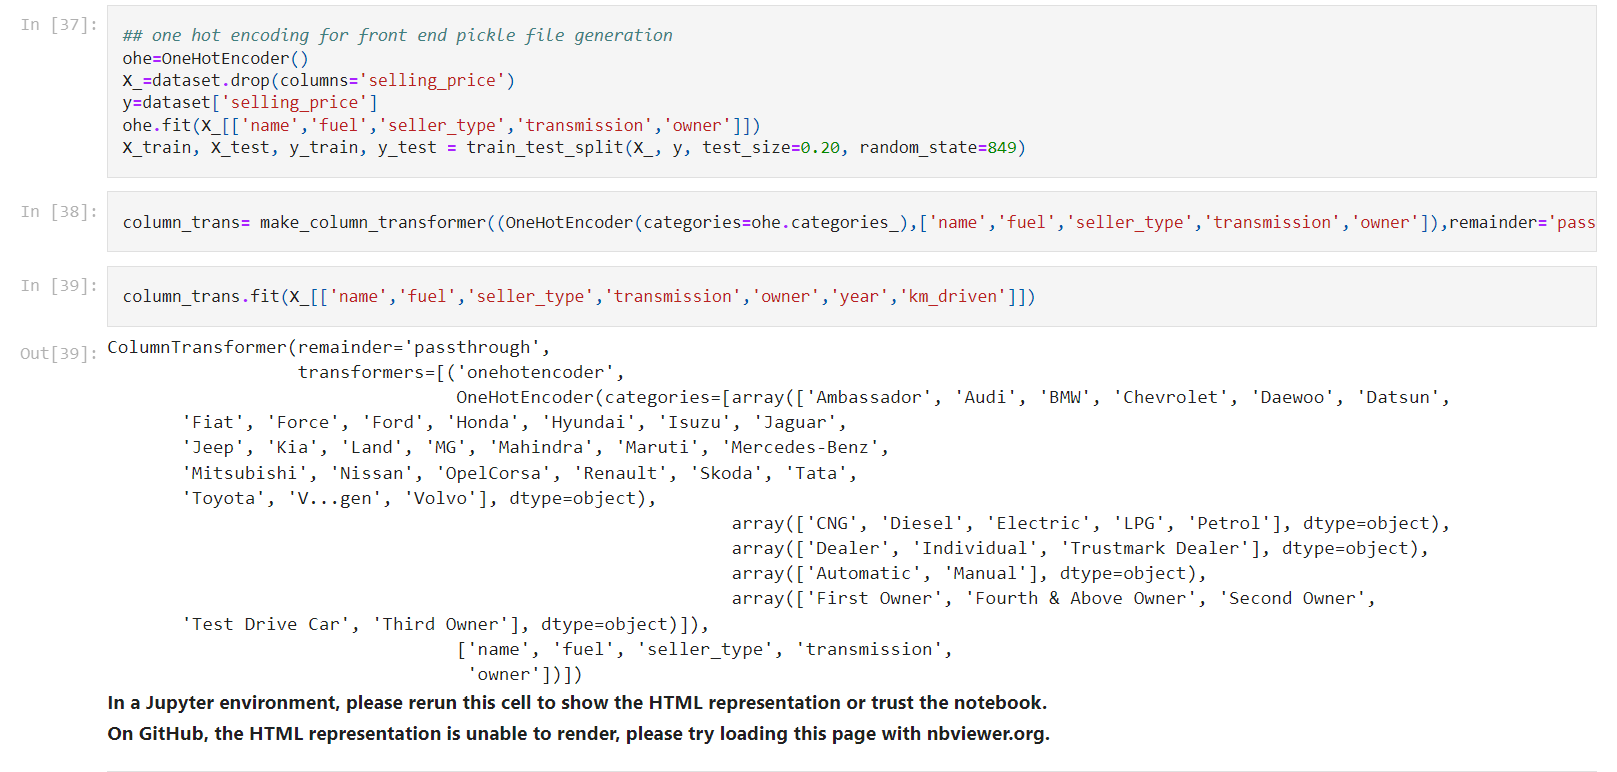 In [37]:
## one hot encoding for front end pickle file generation
ohe=OneHotEncoder()
X_=dataset.drop(columns='selling_price')
y=dataset['selling_price']
ohe.fit(X_[['name','fuel','seller_type','transmission','owner']])
X_train, X_test, y_train, y_test = train_test_split(X_, y, test_size=0.20, random_state=849)
In [38]:
column_trans= make_column_transformer((OneHotEncoder(categories=ohe.categories_),['name','fuel','seller_type','transmission','owner']),remainder='pass
In [39]:
column_trans.fit(X_[['name','fuel','seller_type','transmission','owner','year','km_driven']])
Out[39]:
ColumnTransformer(remainder='passthrough',
transformers=[('onehotencoder',
OneHotEncoder(categories=[array(['Ambassador', 'Audi', 'BMW', 'Chevrolet', 'Daewoo', 'Datsun',
'Fiat', 'Force', 'Ford', 'Honda', 'Hyundai', 'Isuzu', 'Jaguar',
'Jeep', 'Kia', 'Land', 'MG', 'Mahindra', 'Maruti', 'Mercedes-Benz',
'Mitsubishi', 'Nissan', 'OpelCorsa', 'Renault', 'Skoda', 'Tata',
'Toyota', 'V...gen', 'Volvo'], dtype=object),
array(['CNG', 'Diesel', 'Electric', 'LPG', 'Petrol'], dtype=object),
array(['Dealer', 'Individual', 'Trustmark Dealer'], dtype=object),
array(['Automatic', 'Manual'], dtype=object),
array(['First Owner', 'Fourth & Above Owner', 'Second Owner',
'Test Drive Car', 'Third Owner'], dtype=object)]),
['name', 'fuel', 'seller_type', 'transmission',
'owner'])])
In a Jupyter environment, please rerun this cell to show the HTML representation or trust the notebook.
On GitHub, the HTML representation is unable to render, please try loading this page with nbviewer.org.